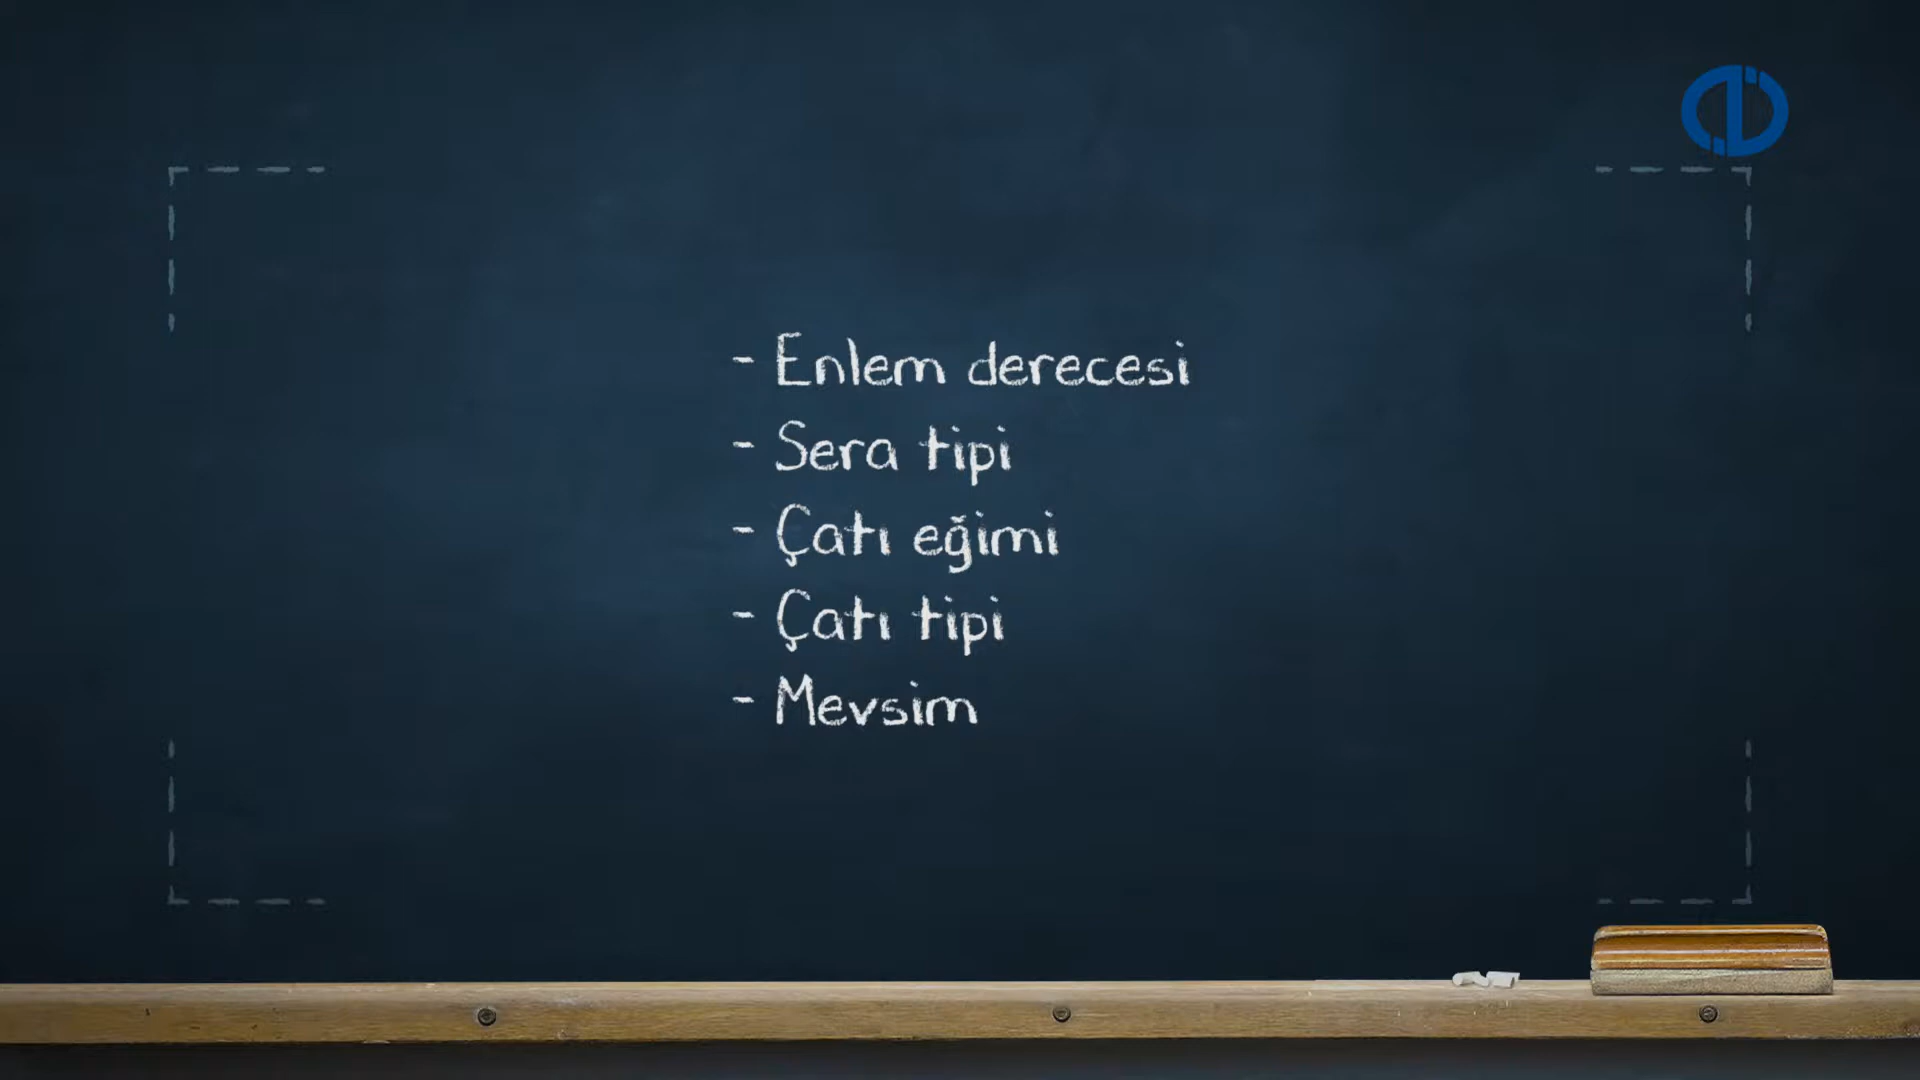 - Enlem derecesi
- Sera tipi
- Çatı eğimi
- Çatı tipi
- Mevsim